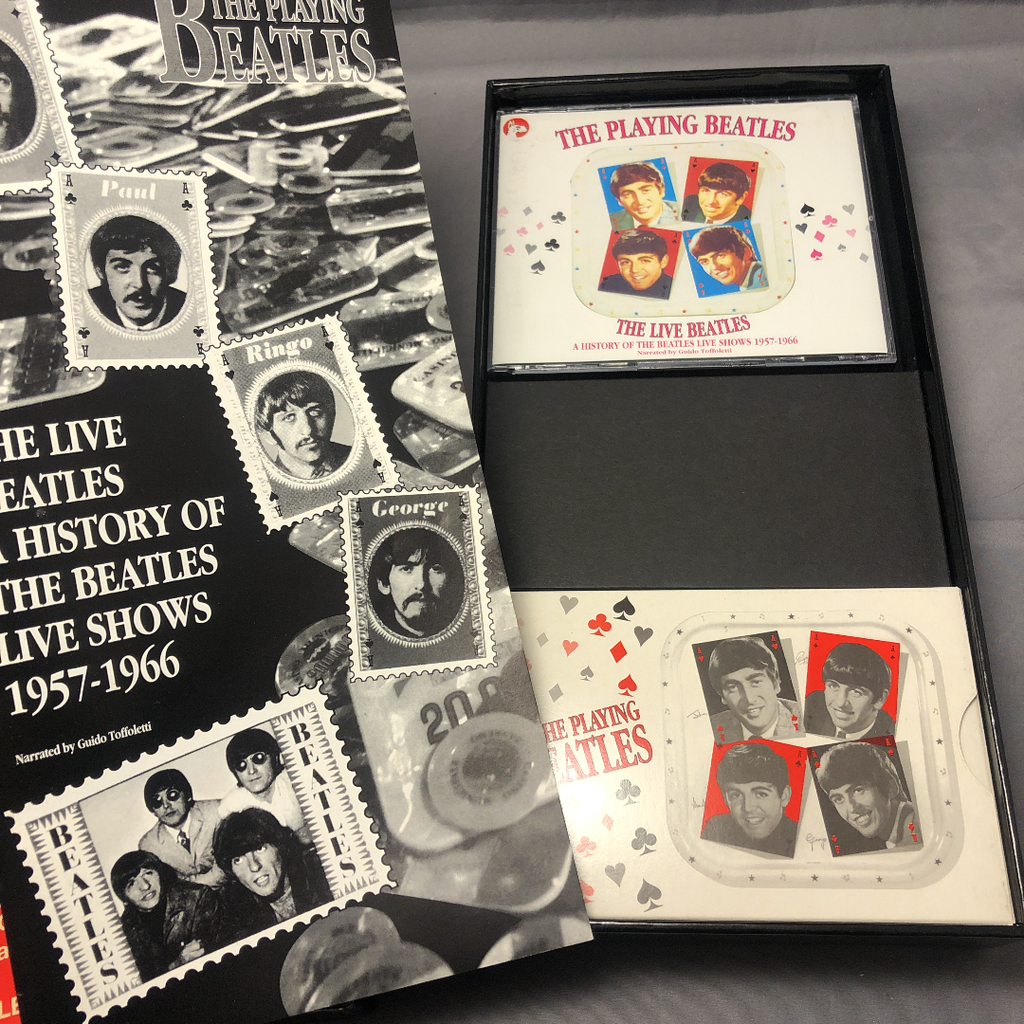 THE PLAYING
BEATLES
Paul
Ringo
George
HE LIVE
EATLES
A HISTORY OF
THE BEATLES
LIVE SHOWS
1957-1966
Narrated by Guido Toffoletti
BEATLES
BEATLES
THE PLAYING BEATLES
THE LIVE BEATLES
A HISTORY OF THE BEATLES LIVE SHOWS 1957-1966
Narrated by Guido Toffoletti
THE PLAYING
EATLES